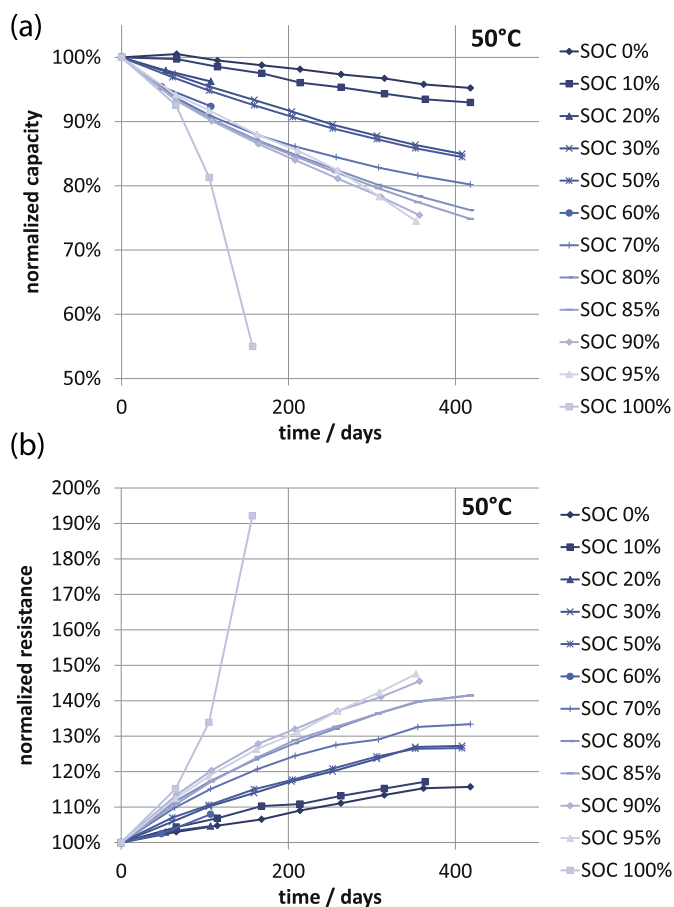 (a)
50°C
100%
90%
80%
70%
60%
50%
normalized capacity
0
200
400
time / days
SOC 0%
SOC 10%
SOC 20%
SOC 30%
SOC 50%
SOC 60%
SOC 70%
SOC 80%
SOC 85%
SOC 90%
SOC 95%
SOC 100%
(b)
50°C
200%
190%
180%
170%
160%
150%
140%
130%
120%
110%
100%
normalized resistance
0
200
400
time / days
SOC 0%
SOC 10%
SOC 20%
SOC 30%
SOC 50%
SOC 60%
SOC 70%
SOC 80%
SOC 85%
SOC 90%
SOC 95%
SOC 100%